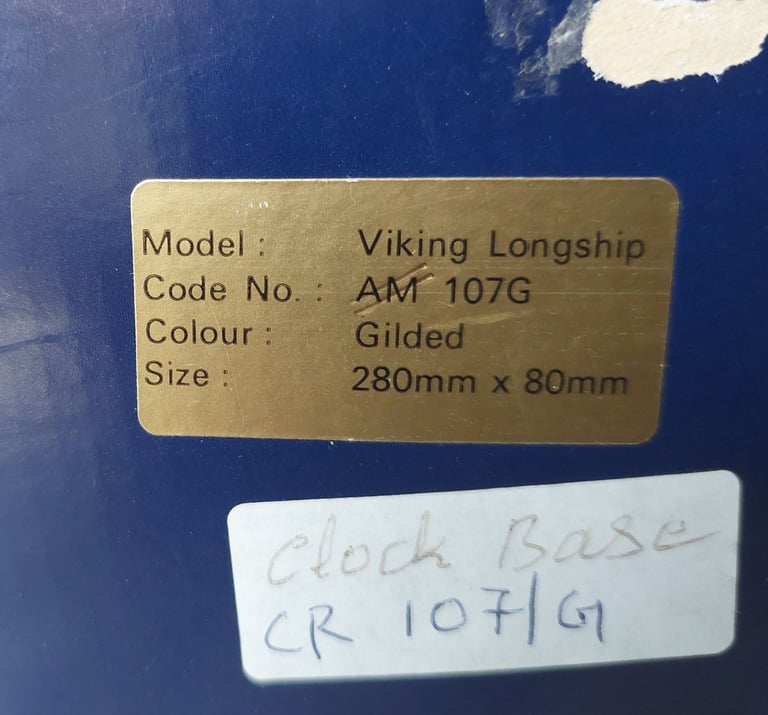 Model : Viking Longship
Code No. : AM 107G
Colour : Gilded
Size : 280mm x 80mm
Clock Base
CR 107/G